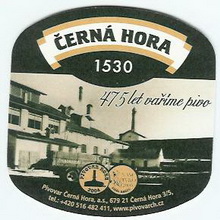 ČERNÁ HORA
1530
475 let vaříme pivo
Pivovar Černá Hora, a.s., 679 21 Černá Hora 3/5,
tel.: +420 516 482 411, www.pivovarch.cz